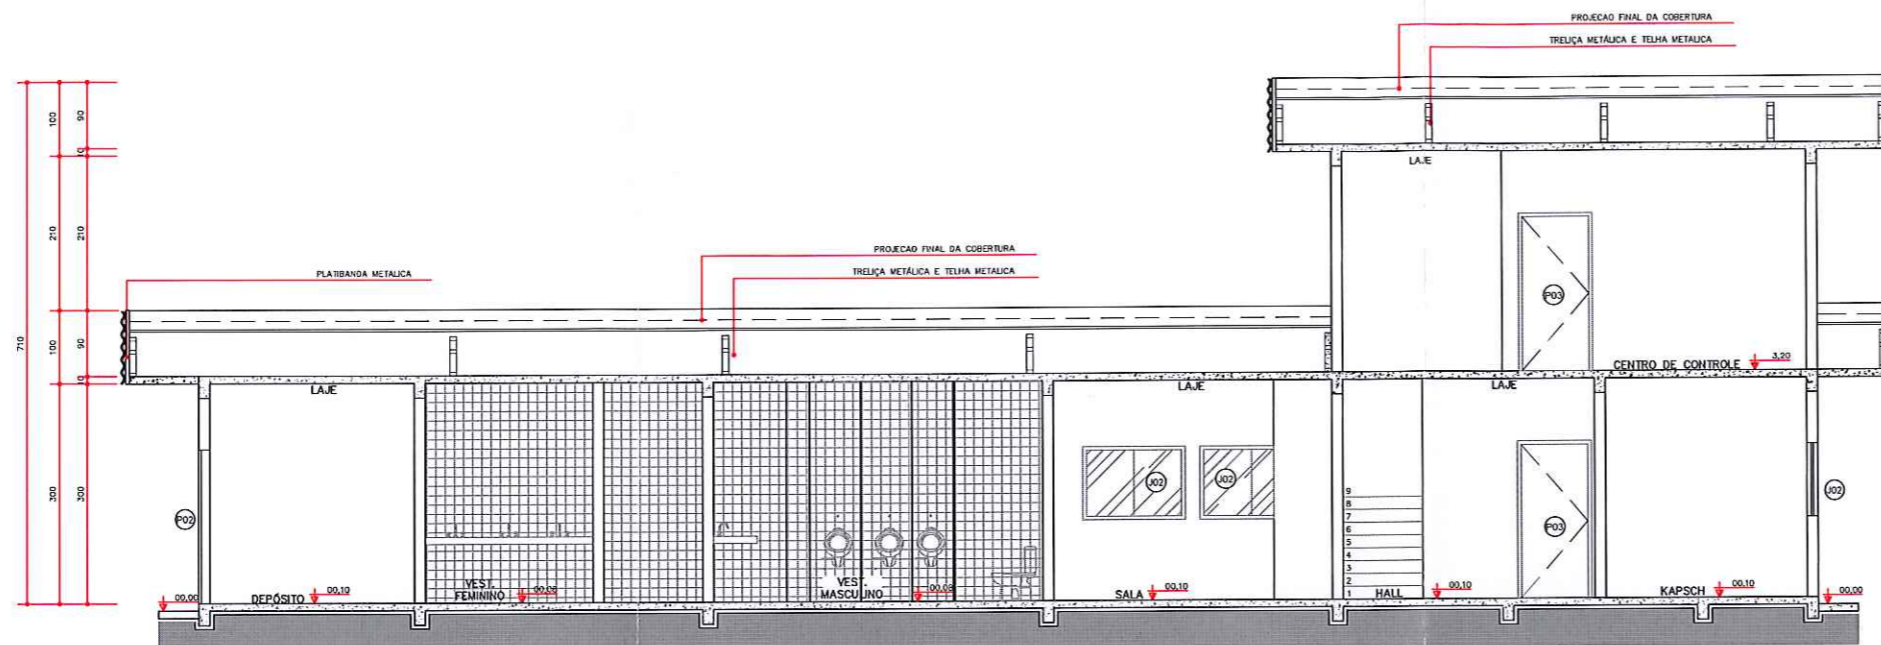 PROJECAO FINAL DA COBERTURA
TRELIÇA METÁLICA E TELHA METALICA
100
90
10
LAJE
210
210
PROJECAO FINAL DA COBERTURA
TRELIÇA METÁLICA E TELHA METALICA
PLATIBANDA METALICA
P03
710
100
90
10
CENTRO DE CONTROLE
3,20
LAJE
LAJE
LAJE
300
300
J02
J02
J02
P02
P03
9
8
7
6
5
4
3
2
1
00,00
DEPÓSITO
00,10
VEST.
FEMININO
00,08
VEST.
MASCULINO
00,08
SALA
00,10
HALL
00,10
KAPSCH
00,10
00,00